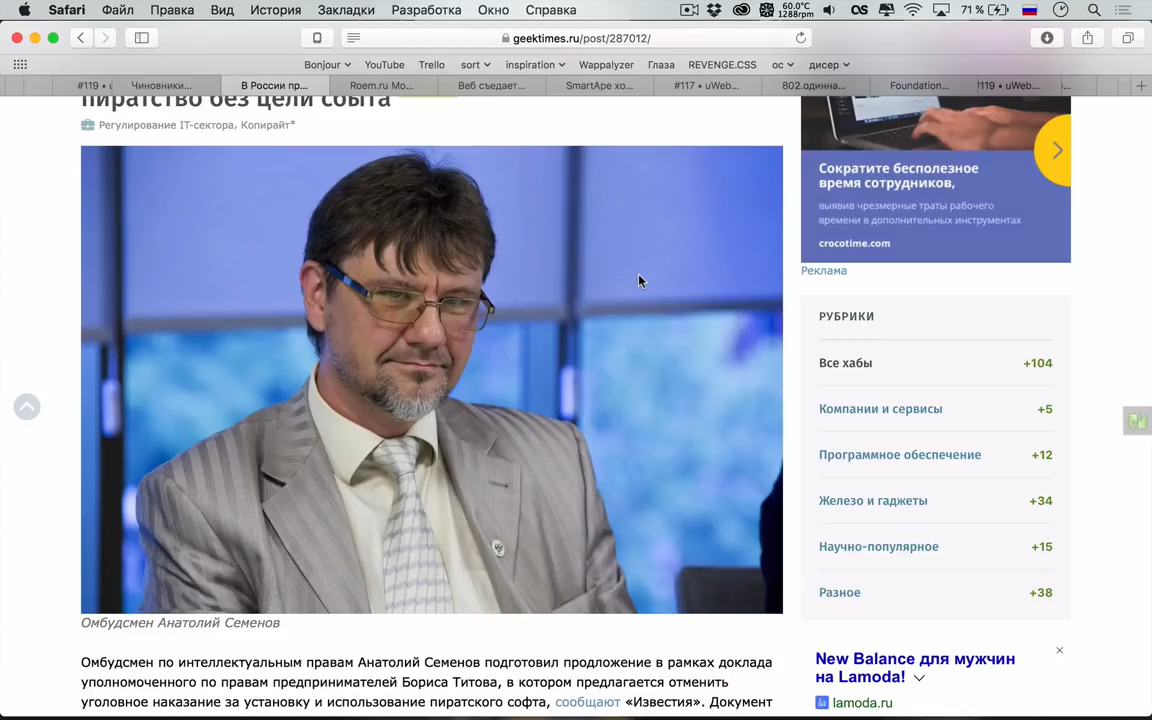 Safari Файл Правка Вид История Закладки Разработка Окно Справка 60.0°C 1288rpm 71 %
geektimes.ru/post/287012/
Bonjour YouTube Trello sort inspiration Wappalyzer Глаза REVENGE.CSS ос дисер
Чиновники... В России пр... Roem.ru Mo... Веб съедает... SmartApe хо... #117 • uWeb... 802.одинна... Foundation... #119 • uWeb...
пиратство без цели сбыта
Регулирование IT-сектора, Копирайт*
Сократите бесполезное
время сотрудников,
выявив чрезмерные траты рабочего
времени в дополнительных инструментах
crocotime.com
Реклама
РУБРИКИ
Все хабы +104
Компании и сервисы +5
Программное обеспечение +12
Железо и гаджеты +34
Научно-популярное +15
Разное +38
Омбудсмен Анатолий Семенов
Омбудсмен по интеллектуальным правам Анатолий Семенов подготовил предложение в рамках доклада
уполномоченного по правам предпринимателей Бориса Титова, в котором предлагается отменить
уголовное наказание за установку и использование пиратского софта, сообщают «Известия». Документ
New Balance для мужчин
на Lamoda!
lamoda.ru